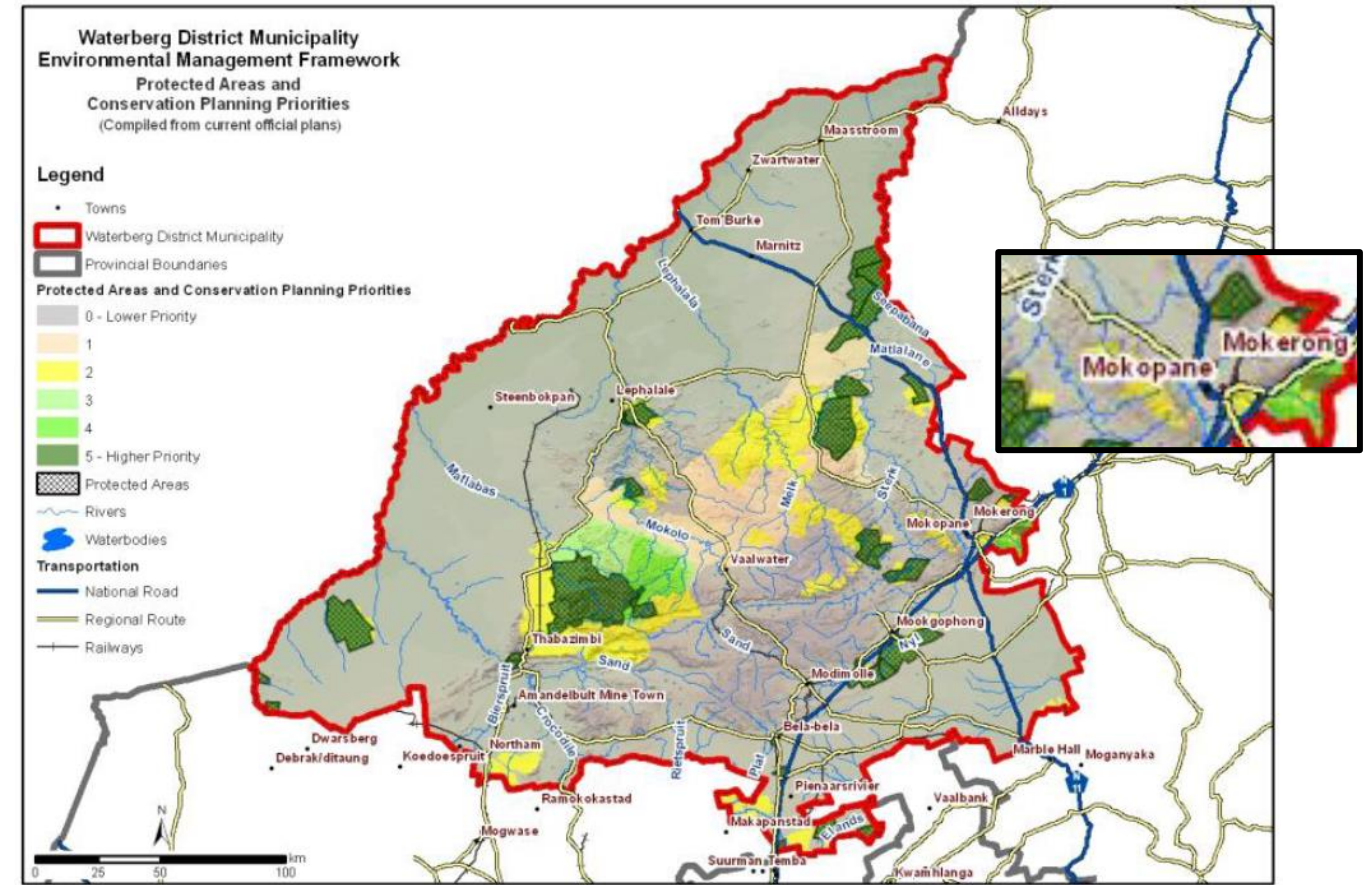 Waterberg District Municipality
Environmental Management Framework
Protected Areas and
Conservation Planning Priorities
(Compiled from current official plans)
Legend
Towns
Waterberg District Municipality
Provincial Boundaries
Protected Areas and Conservation Planning Priorities
0 - Lower Priority
1
2
3
4
5 - Higher Priority
Protected Areas
Rivers
Waterbodies
Transportation
National Road
Regional Route
Railways
N
0 25 50 100
km
Alldays
Maasstroom
Zwartwater
Tom Burke
Marnitz
Lephalala
Seepabana
Matlalane
Steenbokpan
Lephalale
Matlabas
Melk
Sterk
Mokolo
Mokopane
Mokerong
1
Vaalwater
Mookgophong
Nyl
Thabazimbi
Sand
Sand
Modimolle
Amandelbult Mine Town
Bierspruit
Crocodile
Bela-bela
Rietspruit
Plat
Dwarsberg
Debrak/ditaung
Koedoespruit
Northam
Marble Hall
Moganyaka
Pienaarsrivier
Ramokokastad
Vaalbank
Makapanstad
Elands
Mogwase
Suurman
Temba
Kwamhlanga
Sterk
Mokerong
Mokopane